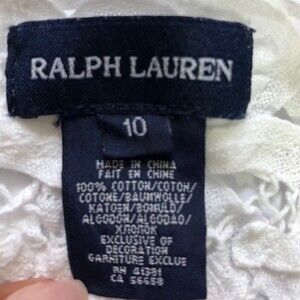 RALPH LAUREN
10
MADE IN CHINA
FAIT EN CHINE
100% COTTON/COTON/
COTONE/BAUMWOLLE/
KATOEN/BOMULD/
ALGODON/ALGODAO/
ХЛОПОК
EXCLUSIVE OF
DECORATION
GARNITURE EXCLUE
RN 41381
CA 56658